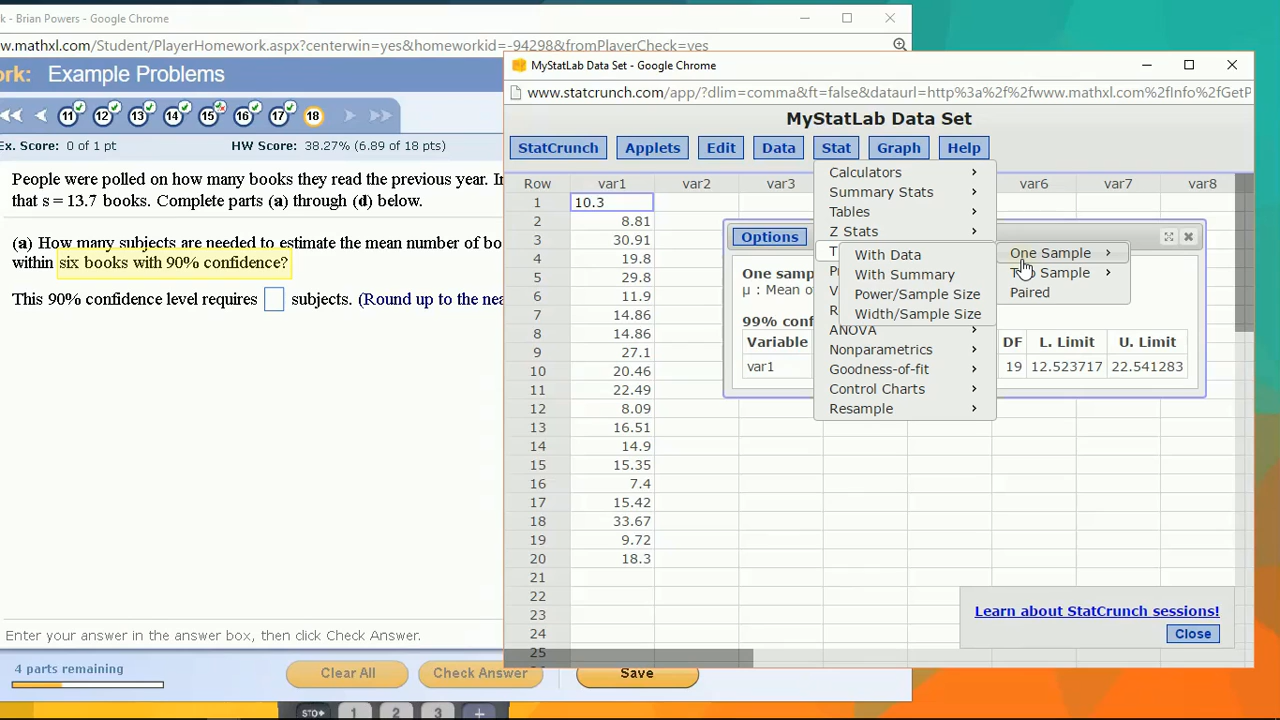 k - Brian Powers - Google Chrome
w.mathxl.com/Student/PlayerHomework.aspx?centerwin=yes&homeworkid=-94298&fromPlayerCheck=yes
rk: Example Problems
11 12 13 14 15 16 17 18
Ex. Score: 0 of 1 pt HW Score: 38.27% (6.89 of 18 pts)
People were polled on how many books they read the previous year. In
that s = 13.7 books. Complete parts (a) through (d) below.
(a) How many subjects are needed to estimate the mean number of bo
within six books with 90% confidence?
This 90% confidence level requires subjects. (Round up to the nea
Enter your answer in the answer box, then click Check Answer.
4 parts remaining
Clear All Check Answer Save
STO 1 2 3 +
MyStatLab Data Set - Google Chrome
www.statcrunch.com/app/?dlim=comma&ft=false&dataurl=http%3a%2f%2fwww.mathxl.com%2fInfo%2fGetP
MyStatLab Data Set
StatCrunch Applets Edit Data Stat Graph Help
Row var1 var2 var3 var6 var7 var8
1 10.3
2 8.81
3 30.91
4 19.8
5 29.8
6 11.9
7 14.86
8 14.86
9 27.1
10 20.46
11 22.49
12 8.09
13 16.51
14 14.9
15 15.35
16 7.4
17 15.42
18 33.67
19 9.72
20 18.3
21
22
23
24
25
Calculators
Summary Stats
Tables
Z Stats
T
P
V
R
ANOVA
Nonparametrics
Goodness-of-fit
Control Charts
Resample
With Data
With Summary
Power/Sample Size
Width/Sample Size
One Sample
Two Sample
Paired
Options
One samp
μ : Mean o
99% conf
Variable DF L. Limit U. Limit
var1 19 12.523717 22.541283
Learn about StatCrunch sessions!
Close